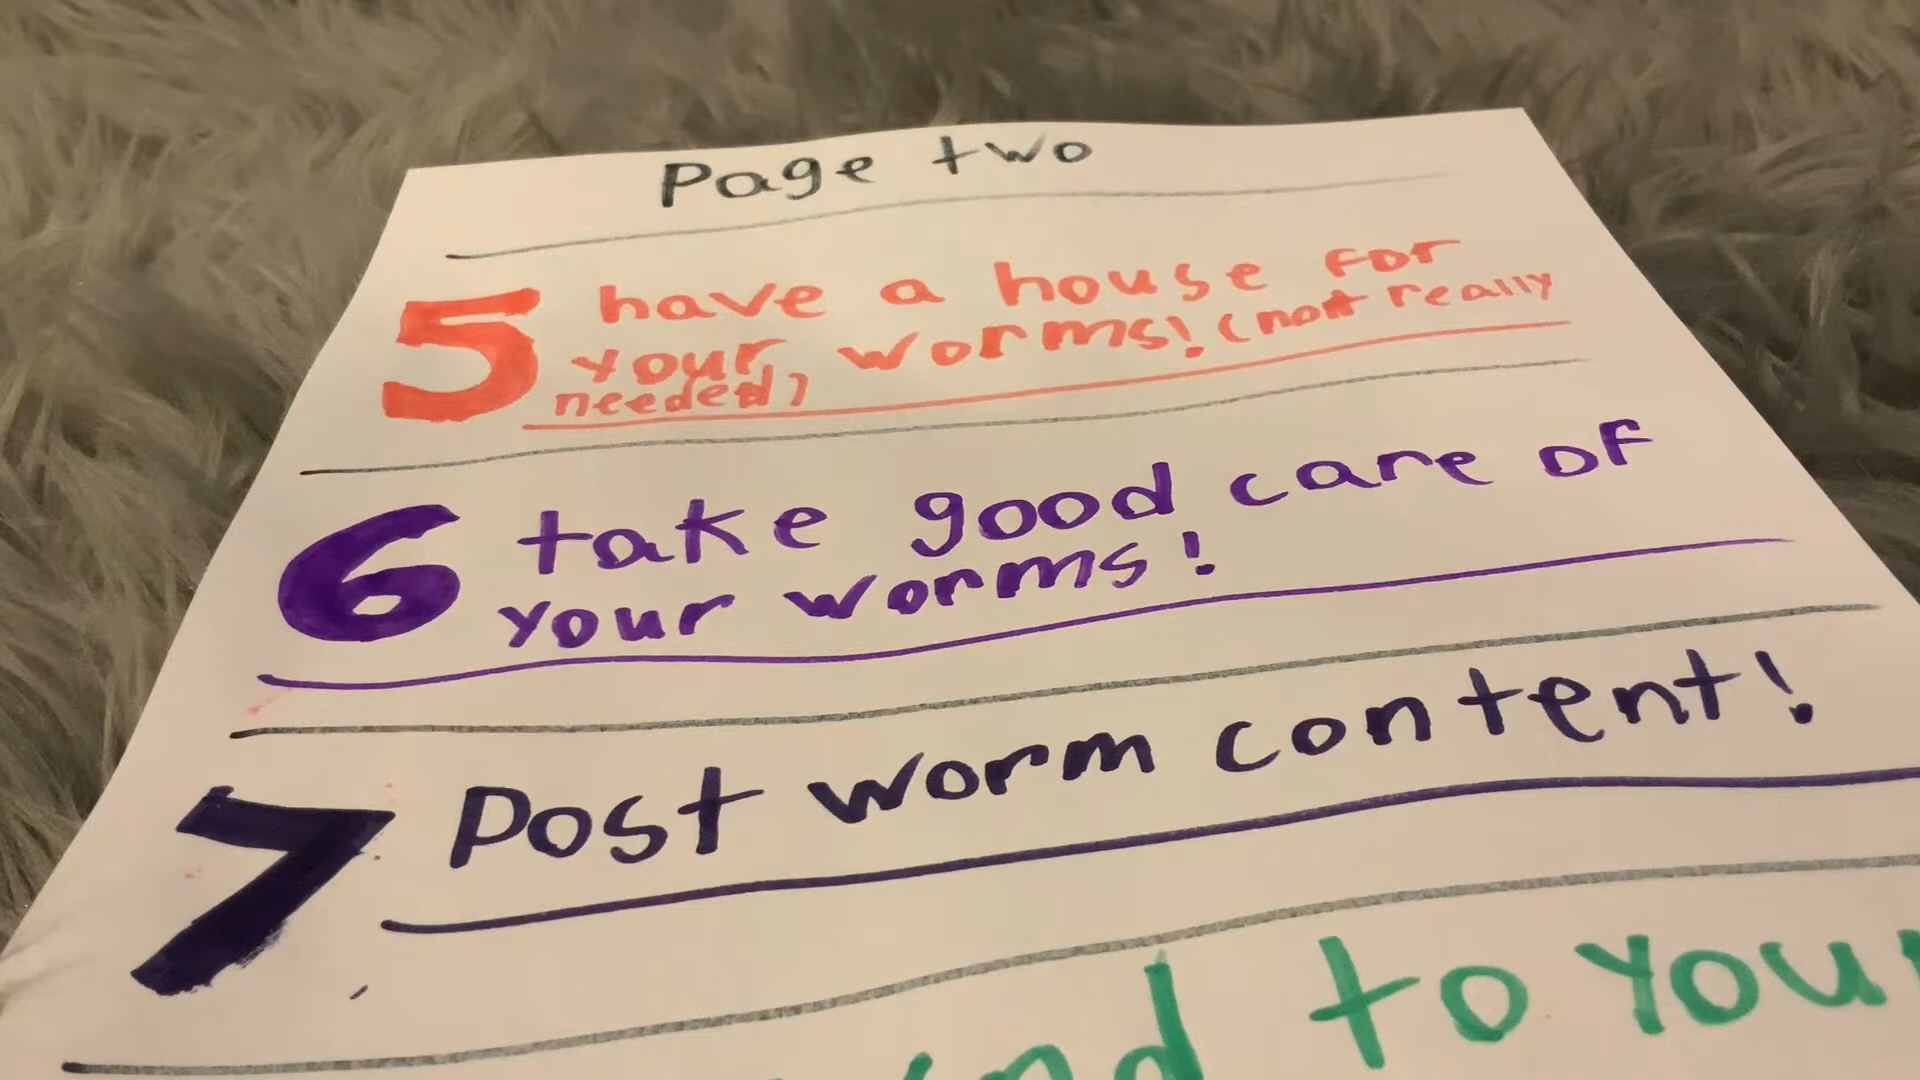 Page two
5 have a house for
your worms! (not really
needed)
6 take good care of
your worms!
7 Post worm content!
to your